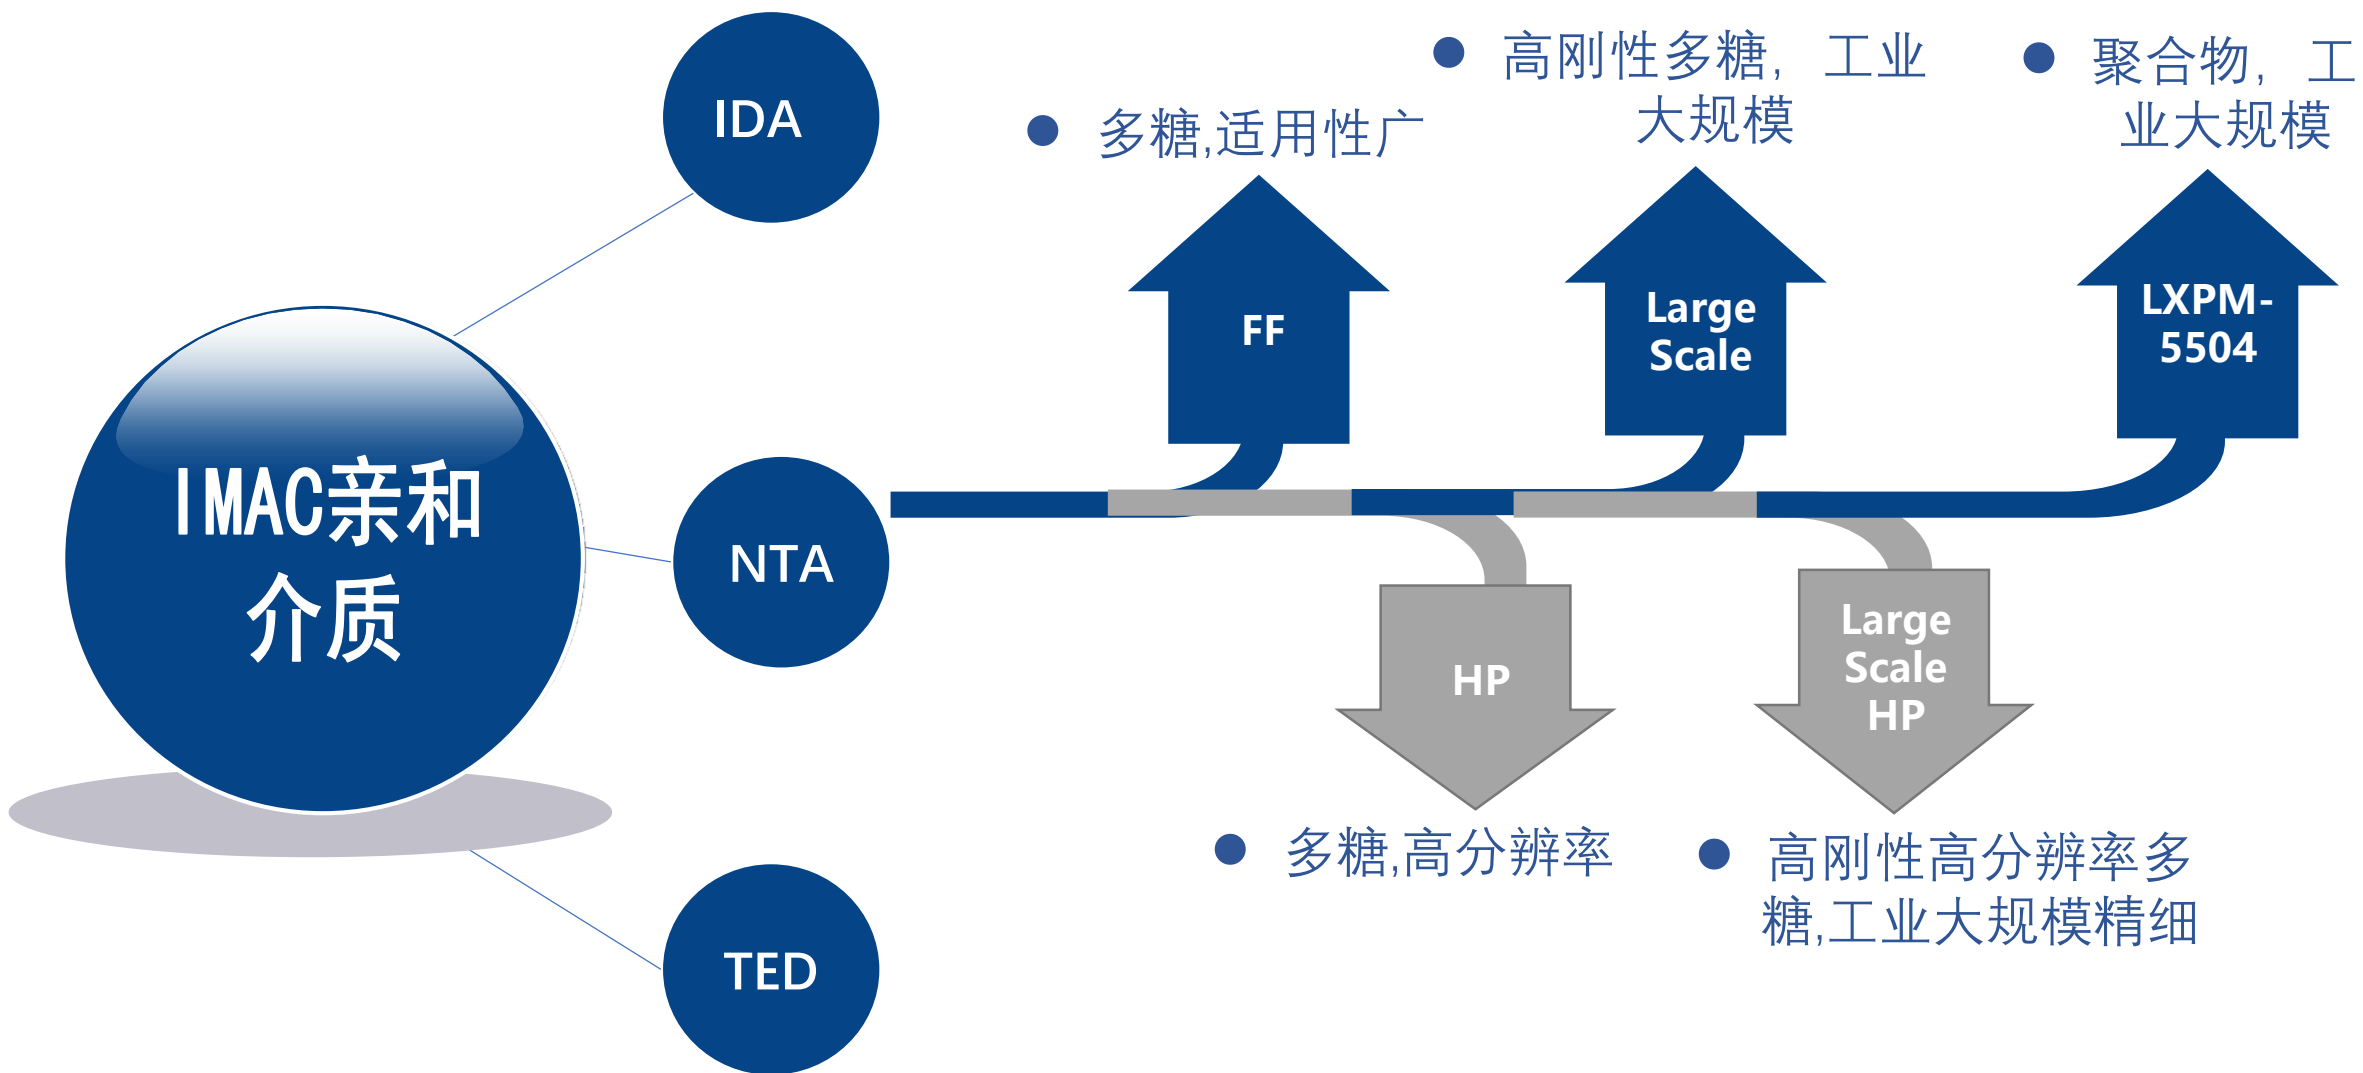 IMAC亲和
介质
IDA
NTA
TED
● 多糖,适用性广
FF
● 高刚性多糖, 工业
大规模
Large
Scale
● 聚合物, 工
业大规模
LXPM-
5504
HP
● 多糖,高分辨率
Large
Scale
HP
● 高刚性高分辨率多
糖,工业大规模精细